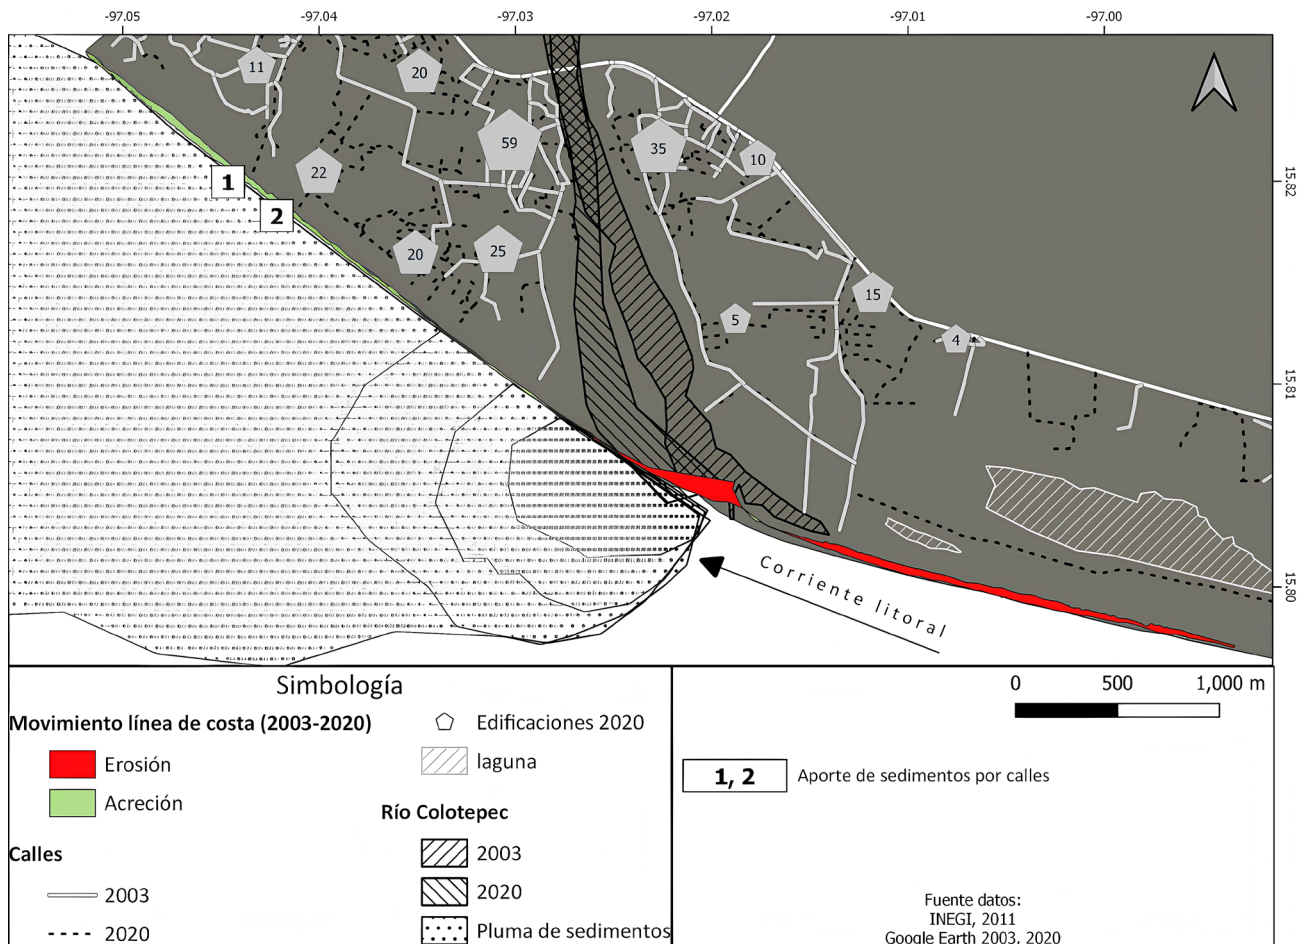 -97.05 -97.04 -97.03 -97.02 -97.01 -97.00
11
20
59
35
10
22
15.82
1
2
20
25
15
5
4
15.81
15.80
Corriente litoral
Simbología
Movimiento línea de costa (2003-2020)
Erosión
Acreción
Calles
2003
2020
Edificaciones 2020
laguna
Río Colotepec
2003
2020
Pluma de sedimentos
0 500 1,000 m
1, 2 Aporte de sedimentos por calles
Fuente datos:
INEGI, 2011
Google Earth 2003, 2020